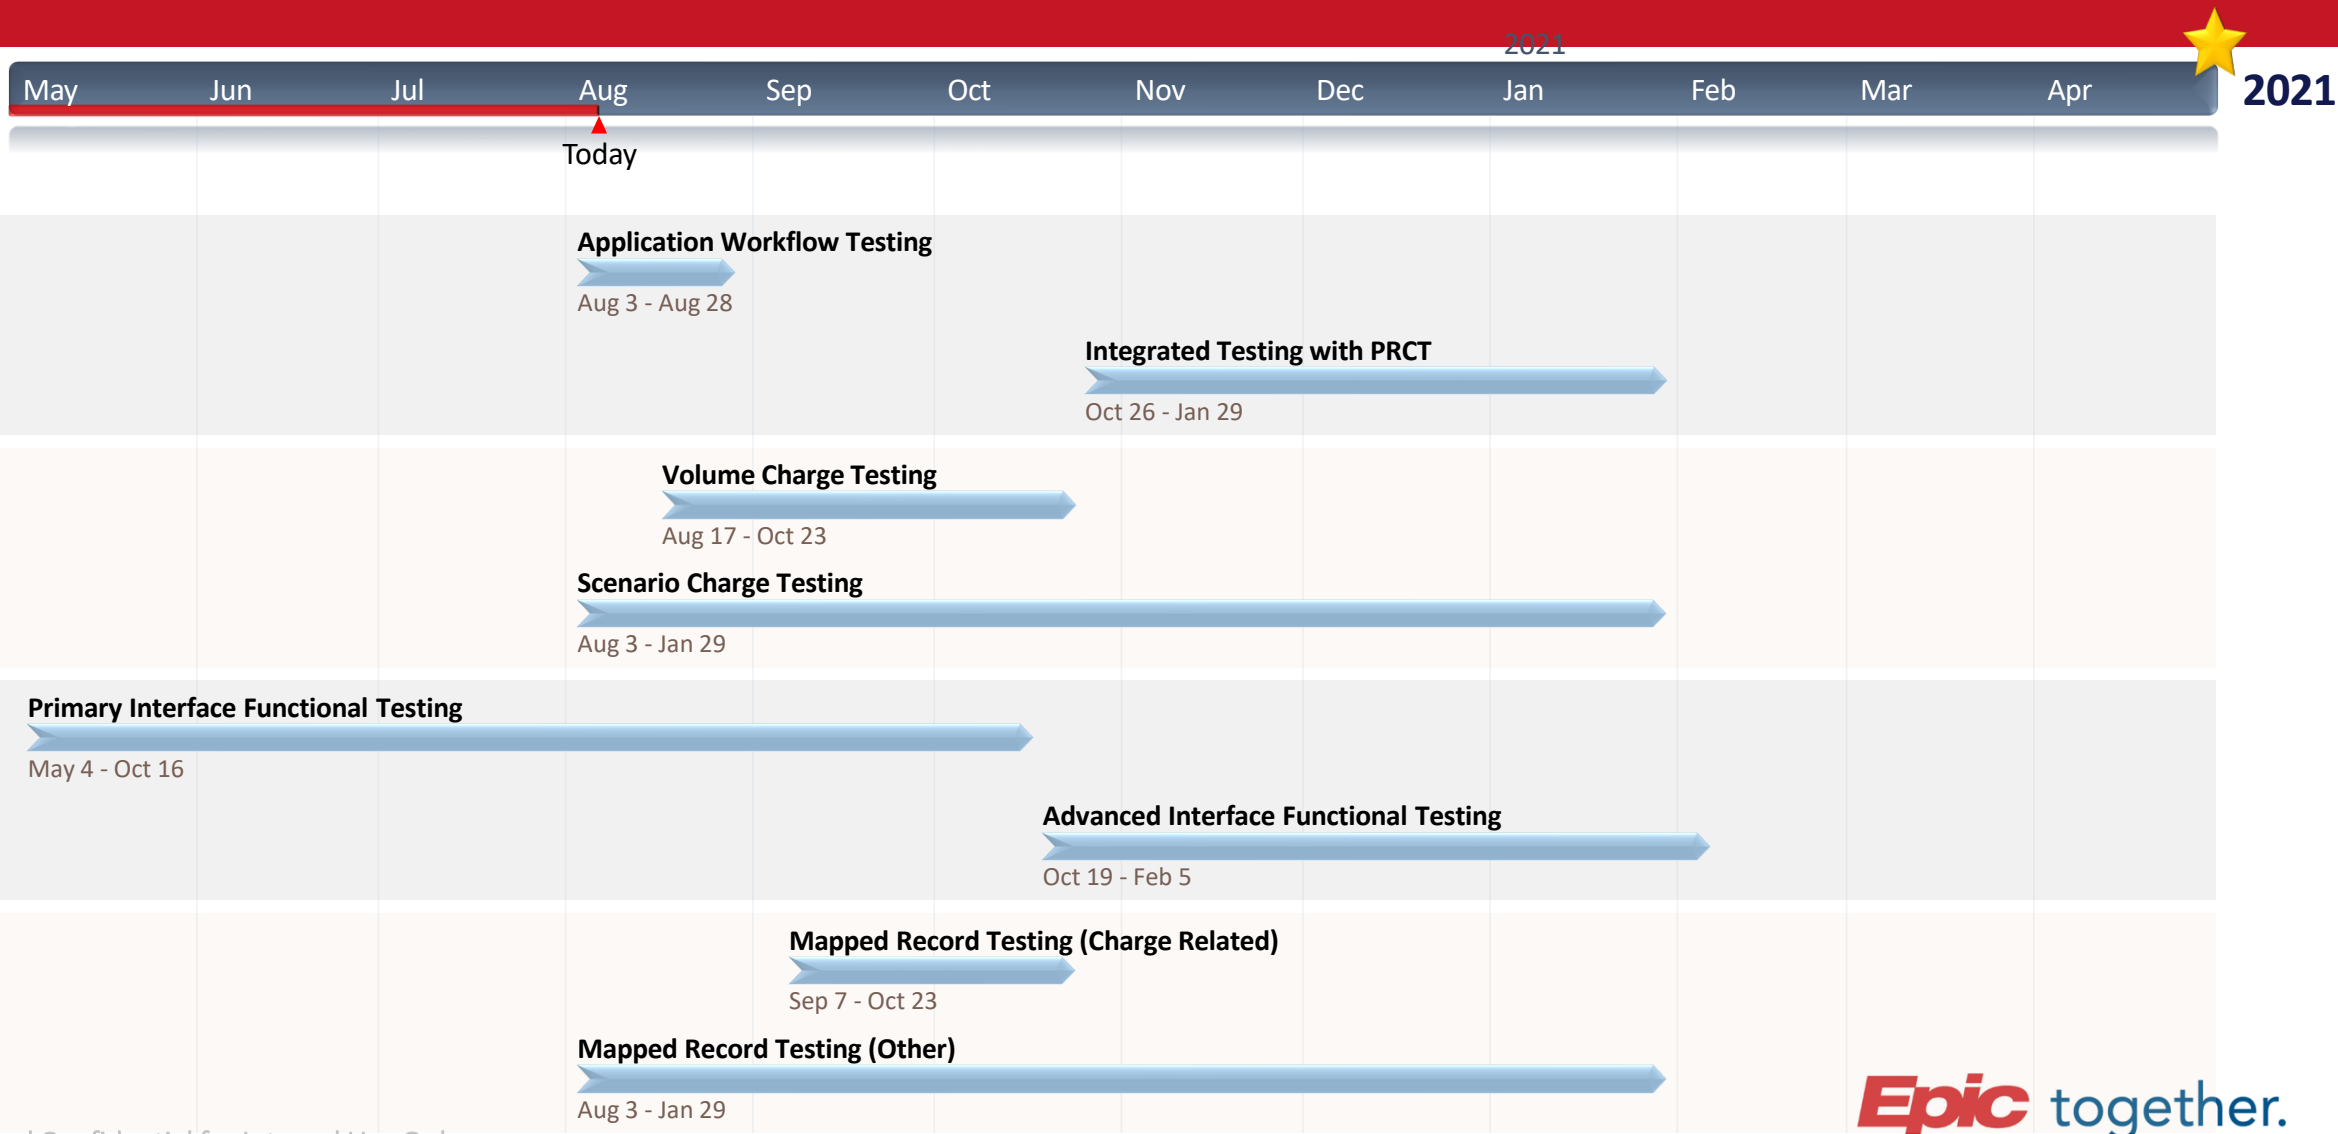 2021
May Jun Jul Aug Sep Oct Nov Dec Jan Feb Mar Apr 2021
Today
Application Workflow Testing
Aug 3 - Aug 28
Integrated Testing with PRCT
Oct 26 - Jan 29
Volume Charge Testing
Aug 17 - Oct 23
Scenario Charge Testing
Aug 3 - Jan 29
Primary Interface Functional Testing
May 4 - Oct 16
Advanced Interface Functional Testing
Oct 19 - Feb 5
Mapped Record Testing (Charge Related)
Sep 7 - Oct 23
Mapped Record Testing (Other)
Aug 3 - Jan 29
Epic together.